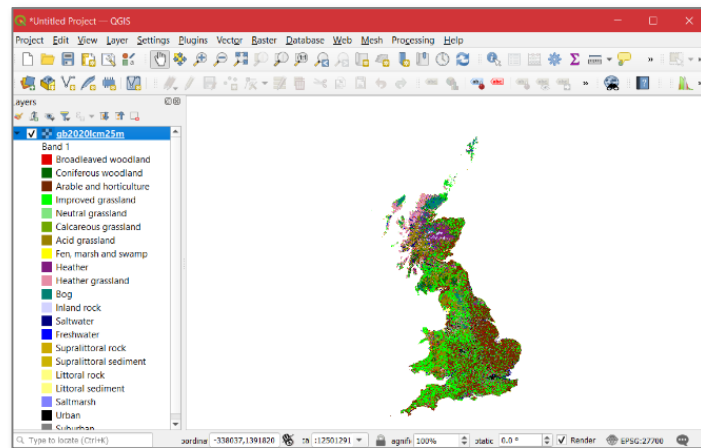 *Untitled Project — QGIS
Project Edit View Layer Settings Plugins Vector Raster Database Web Mesh Processing Help
ayers
gb2020lcm25m
Band 1
Broadleaved woodland
Coniferous woodland
Arable and horticulture
Improved grassland
Neutral grassland
Calcareous grassland
Acid grassland
Fen, marsh and swamp
Heather
Heather grassland
Bog
Inland rock
Saltwater
Freshwater
Supralittoral rock
Supralittoral sediment
Littoral rock
Littoral sediment
Saltmarsh
Urban
Suburban
Type to locate (Ctrl+K) oordina -338037,1391820 :12501291 agnifi 100% otatic 0.0 ° Render EPSG:27700